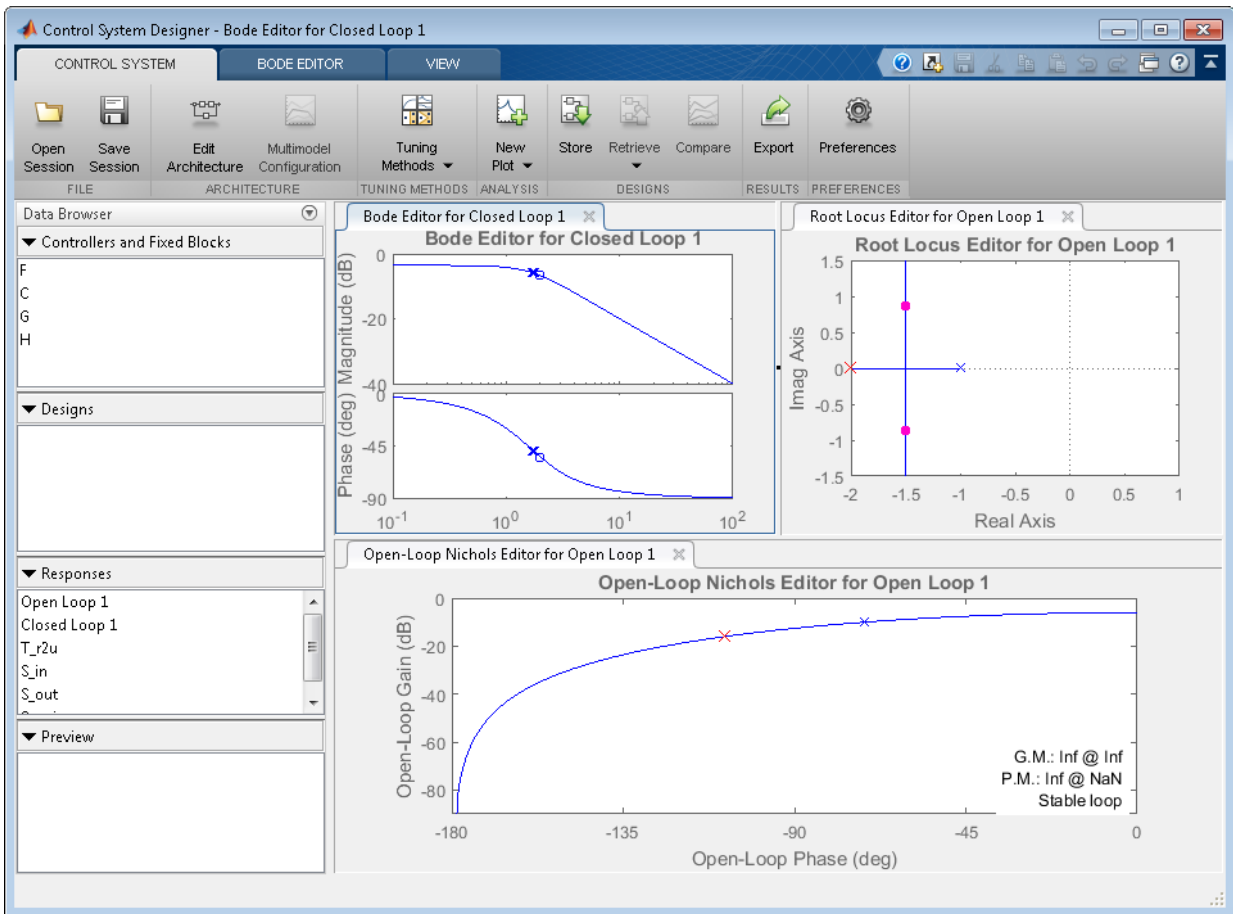 Control System Designer - Bode Editor for Closed Loop 1
CONTROL SYSTEM BODE EDITOR VIEW
Open Session
Save Session
Edit Architecture
Multimodel Configuration
Tuning Methods
New Plot
Store
Retrieve
Compare
Export
Preferences
FILE ARCHITECTURE TUNING METHODS ANALYSIS DESIGNS RESULTS PREFERENCES
Data Browser
Controllers and Fixed Blocks
F
C
G
H
Designs
Responses
Open Loop 1
Closed Loop 1
T_r2u
S_in
S_out
Preview
Bode Editor for Closed Loop 1
Bode Editor for Closed Loop 1
Magnitude (dB)
0
-20
-40
Phase (deg)
0
-45
-90
10^-1 10^0 10^1 10^2
Root Locus Editor for Open Loop 1
Root Locus Editor for Open Loop 1
Imag Axis
1.5
1
0.5
0
-0.5
-1
-1.5
-2 -1.5 -1 -0.5 0 0.5 1
Real Axis
Open-Loop Nichols Editor for Open Loop 1
Open-Loop Nichols Editor for Open Loop 1
Open-Loop Gain (dB)
0
-20
-40
-60
-80
G.M.: Inf @ Inf
P.M.: Inf @ NaN
Stable loop
-180 -135 -90 -45 0
Open-Loop Phase (deg)